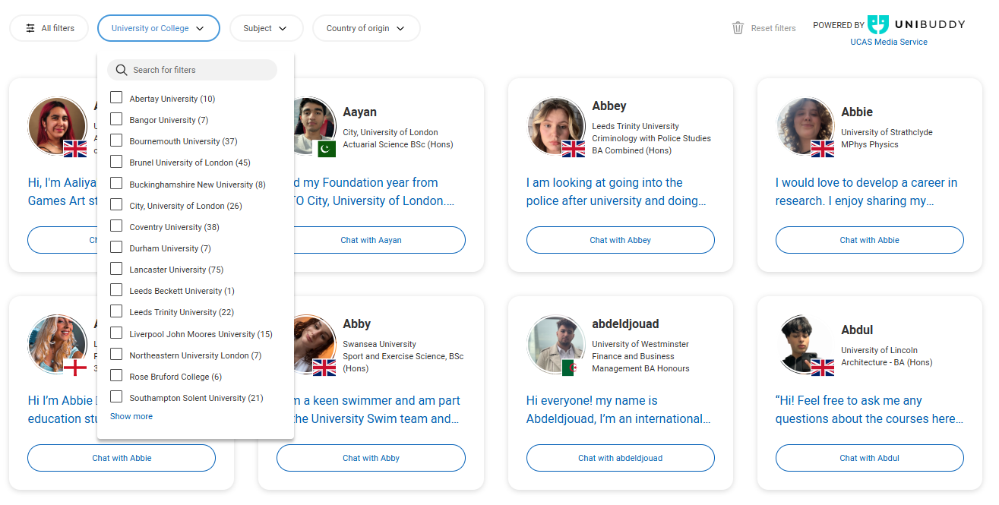 All filters
University or College
Subject
Country of origin
Reset filters
POWERED BY
UNIBUDDY
UCAS Media Service
Search for filters
Abertay University (10)
Bangor University (7)
Bournemouth University (37)
Brunel University of London (45)
Buckinghamshire New University (8)
City, University of London (26)
Coventry University (38)
Durham University (7)
Lancaster University (75)
Leeds Beckett University (1)
Leeds Trinity University (22)
Liverpool John Moores University (15)
Northeastern University London (7)
Rose Bruford College (6)
Southampton Solent University (21)
Show more
Hi, I'm Aaliya
Games Art st
Aayan
City, University of London
Actuarial Science BSc (Hons)
d my Foundation year from
TO City, University of London....
Chat with Aayan
Abbey
Leeds Trinity University
Criminology with Police Studies
BA Combined (Hons)
I am looking at going into the
police after university and doing...
Chat with Abbey
Abbie
University of Strathclyde
MPhys Physics
I would love to develop a career in
research. I enjoy sharing my...
Chat with Abbie
Hi I’m Abbie
education stu
Chat with Abbie
Abby
Swansea University
Sport and Exercise Science, BSc
(Hons)
m a keen swimmer and am part
the University Swim team and...
Chat with Abby
abdeldjouad
University of Westminster
Finance and Business
Management BA Honours
Hi everyone! my name is
Abdeldjouad, I’m an international...
Chat with abdeldjouad
Abdul
University of Lincoln
Architecture - BA (Hons)
“Hi! Feel free to ask me any
questions about the courses here...
Chat with Abdul